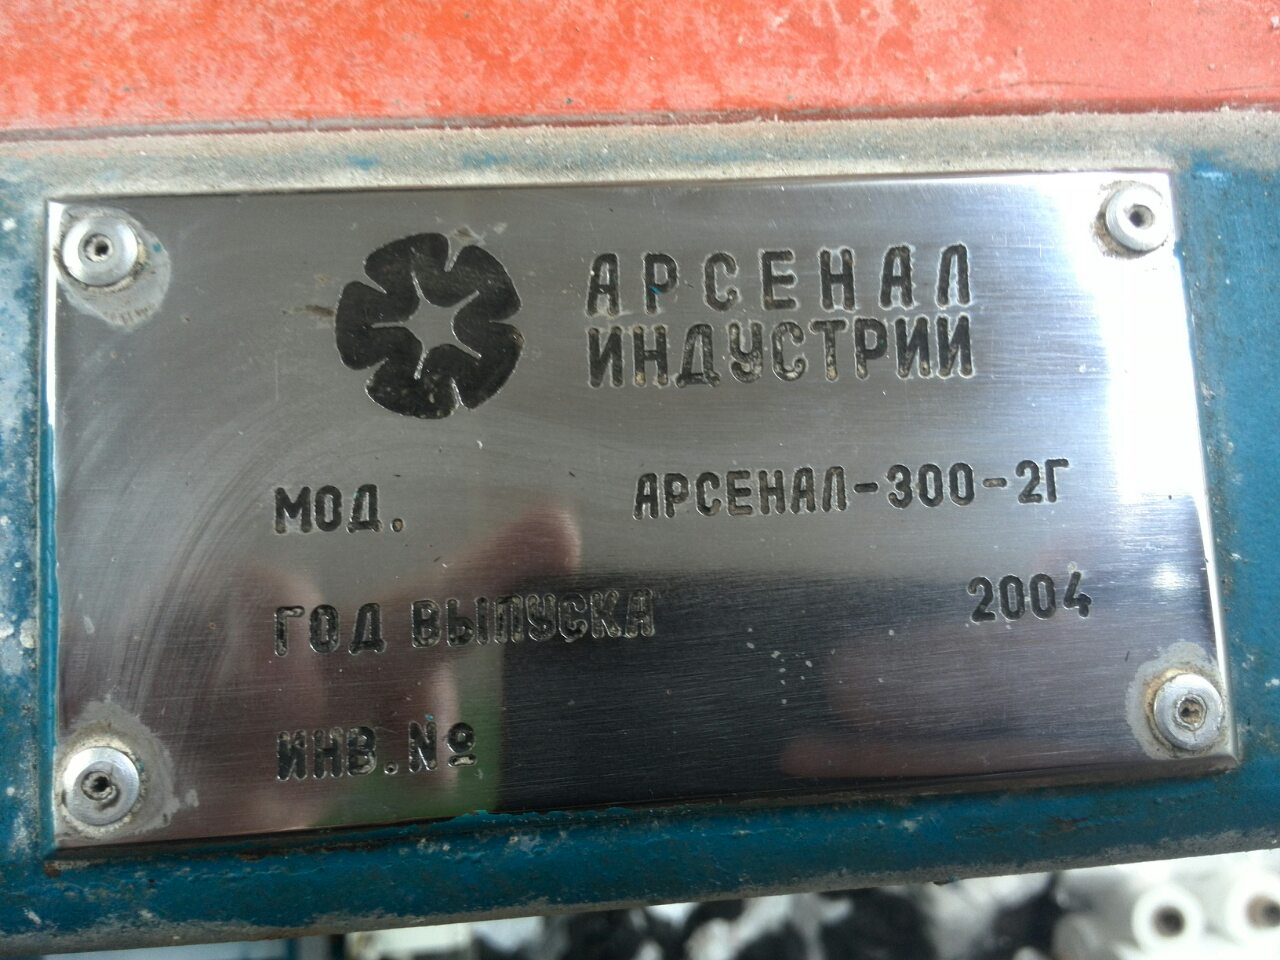 АРСЕНАЛ
ИНДУСТРИИ
МОД. АРСЕНАЛ-300-2Г
ГОД ВЫПУСКА 2004
ИНВ.№